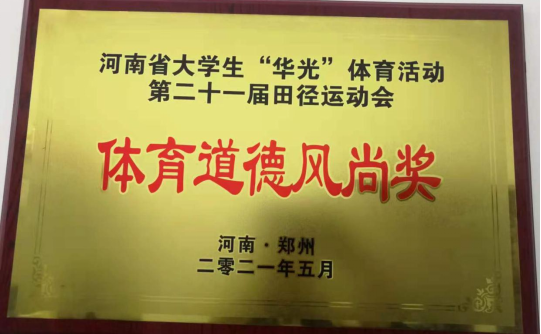 河南省大学生“华光”体育活动
第二十一届田径运动会
体育道德风尚奖
河南·郑州
二零二一年五月